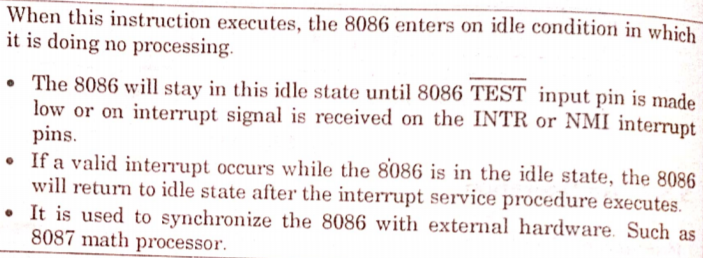 When this instruction executes, the 8086 enters on idle condition in which
it is doing no processing.
• The 8086 will stay in this idle state until 8086 T̅E̅S̅T̅ input pin is made
low or on interrupt signal is received on the INTR or NMI interrupt
pins.
• If a valid interrupt occurs while the 8086 is in the idle state, the 8086
will return to idle state after the interrupt service procedure executes.
• It is used to synchronize the 8086 with external hardware. Such as
8087 math processor.